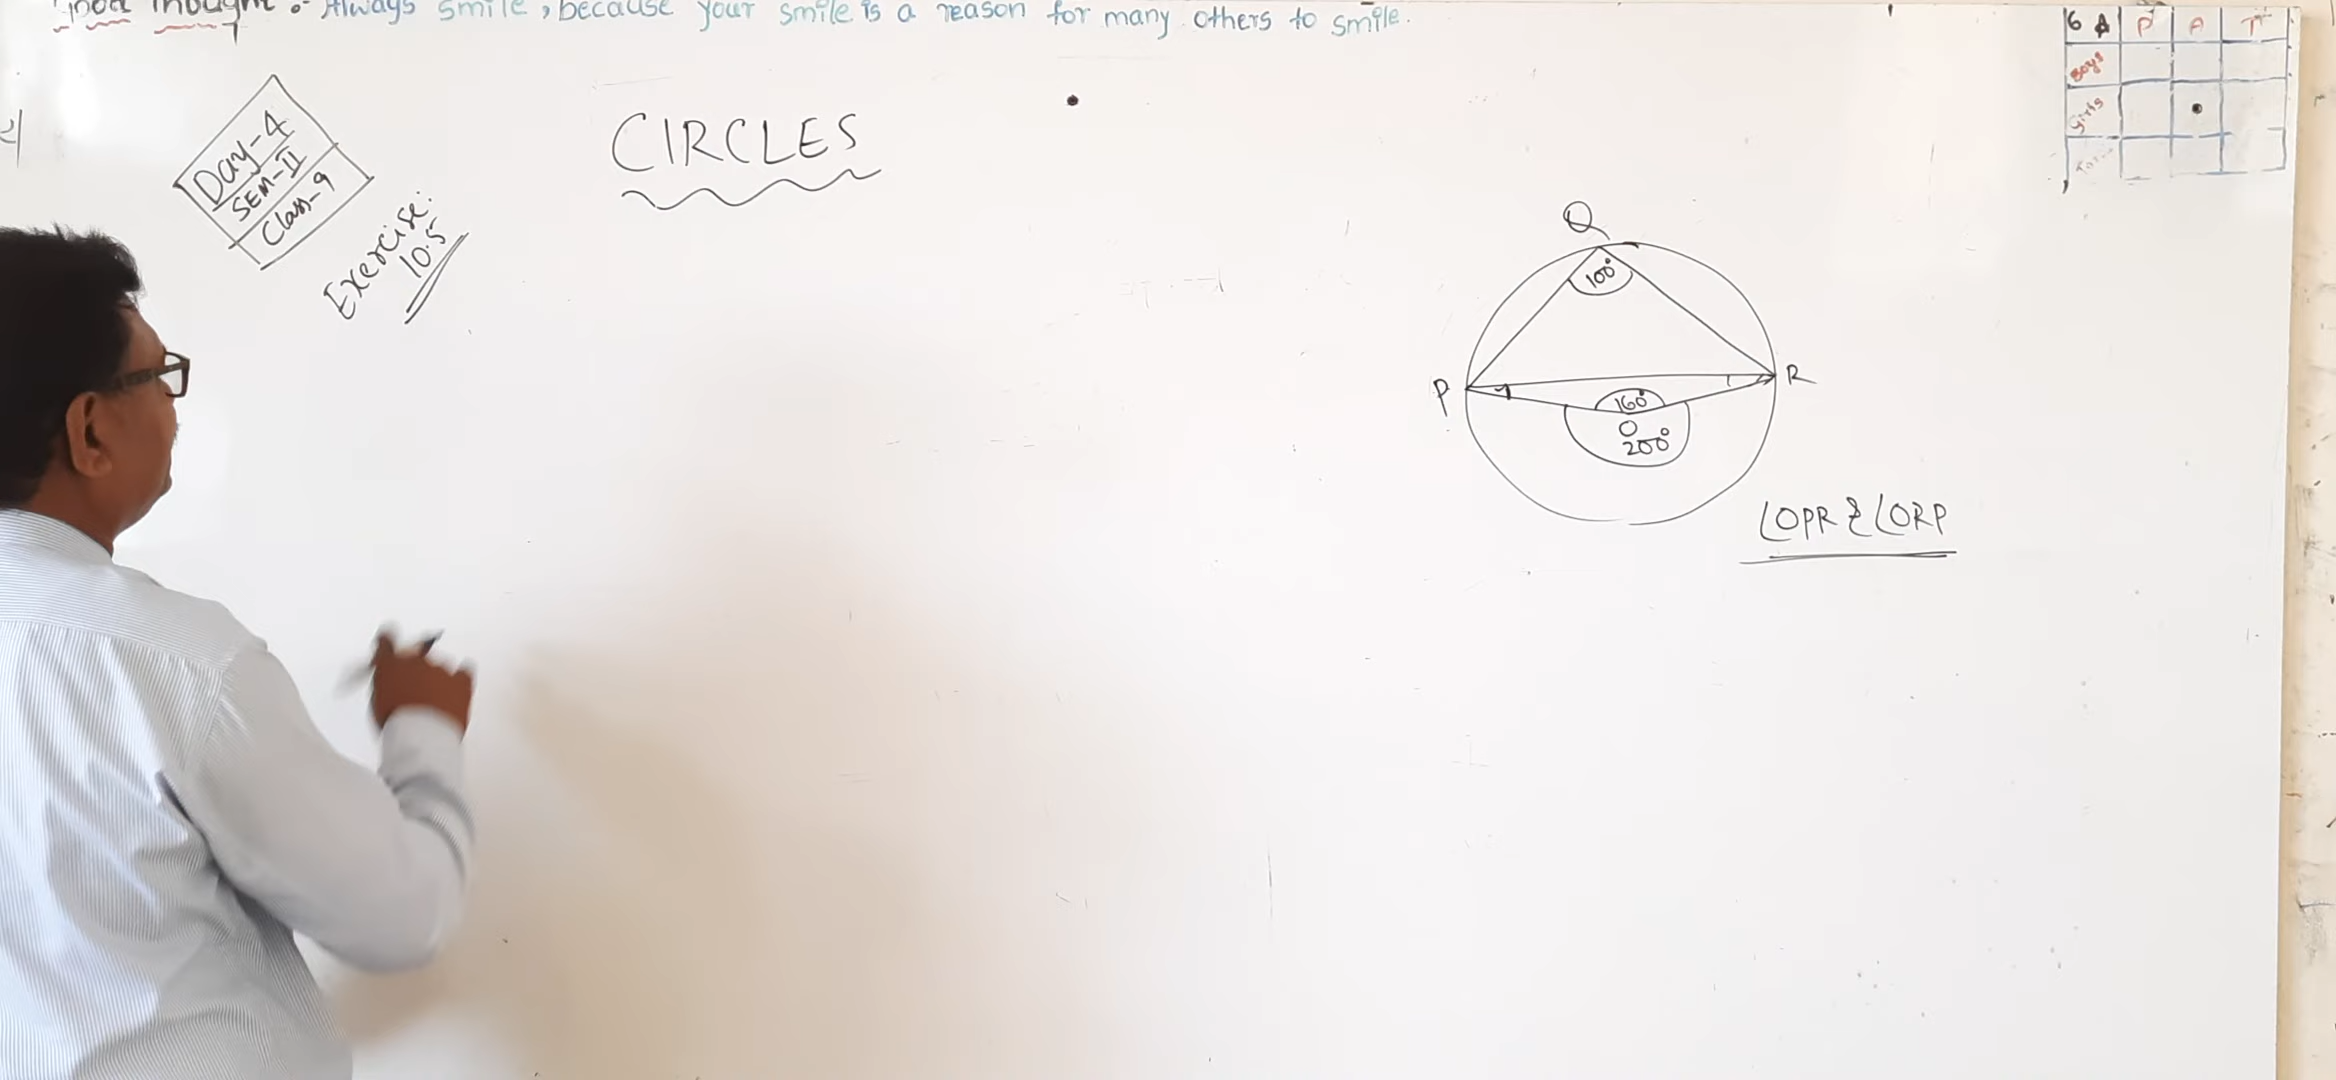 Good Thought :- Always smile, because your smile is a reason for many others to smile.
6 A P A T
Boys
Girls
Day-4
SEM-II
Class-9
Exercise:
10.5
CIRCLES
Q
100°
P
R
160°
O
200°
∠OPR & ∠ORP